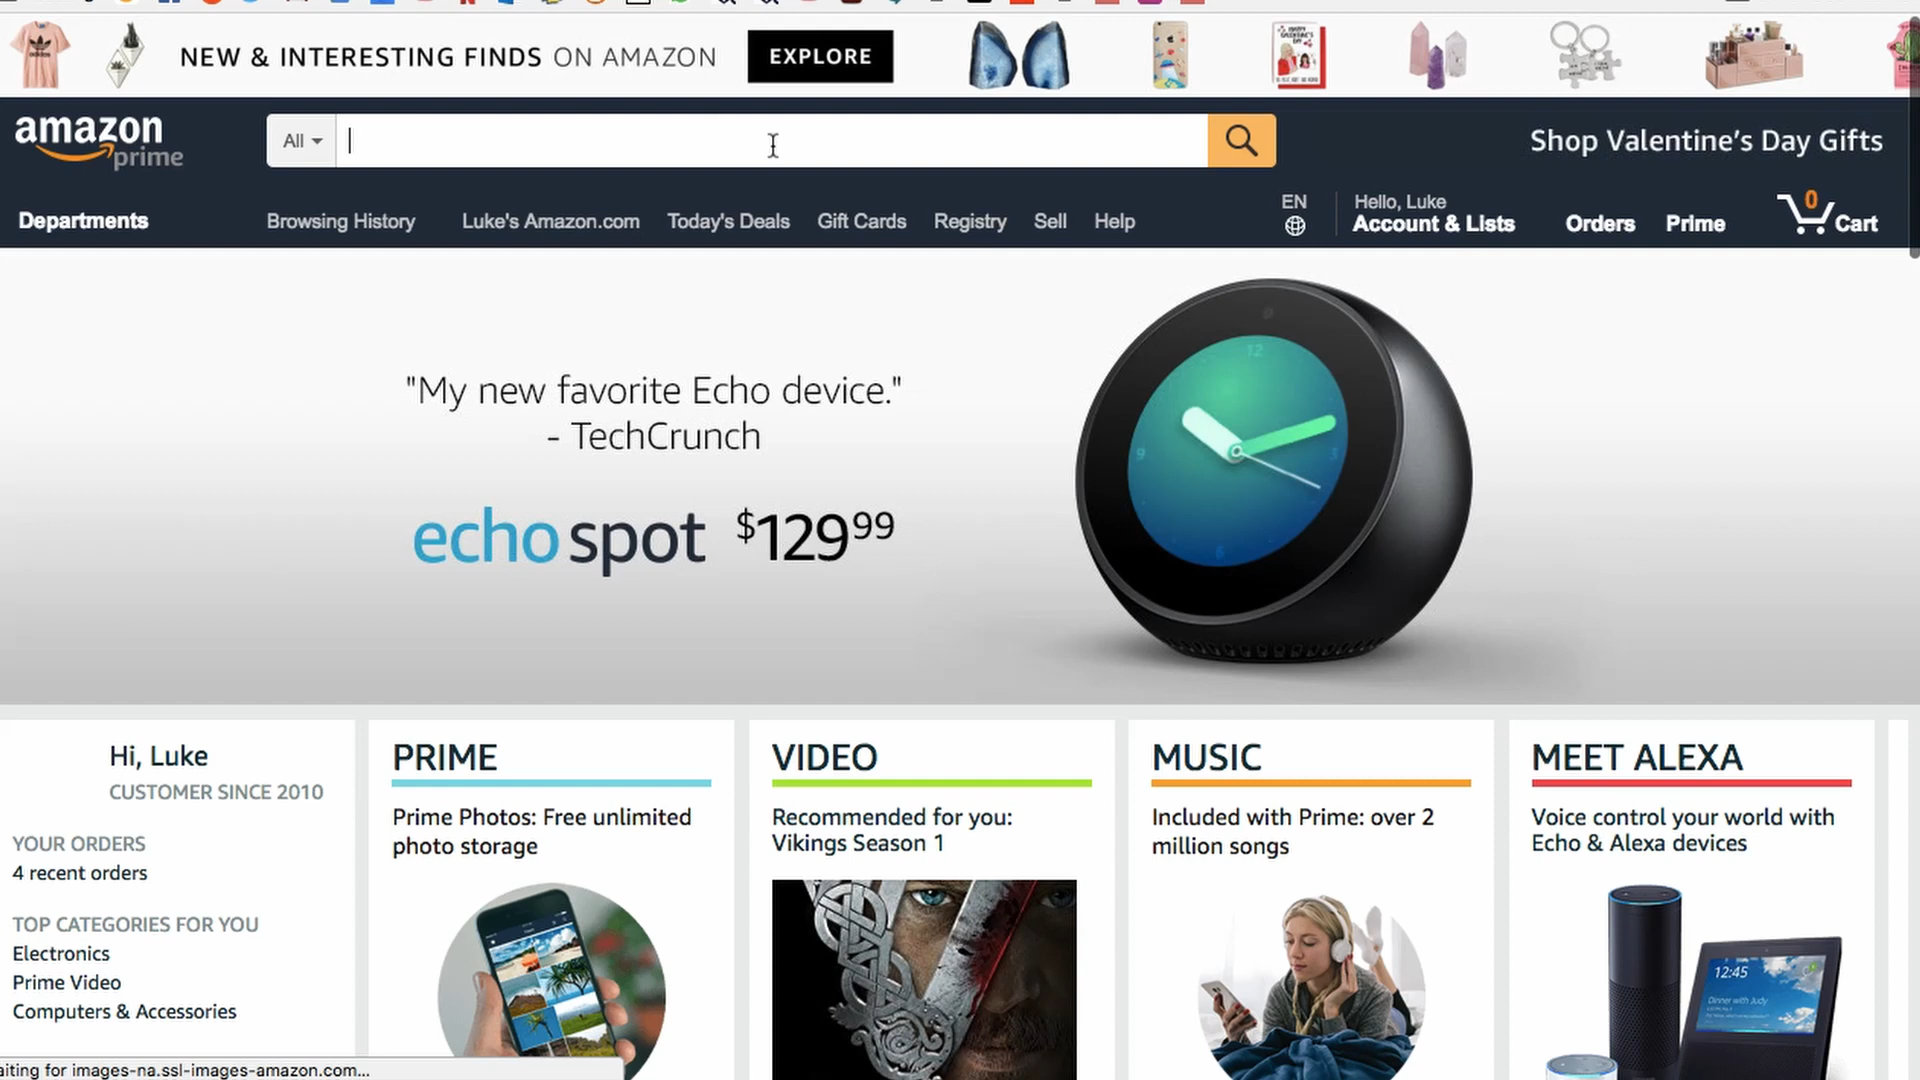 NEW & INTERESTING FINDS ON AMAZON
EXPLORE
amazon
prime
All
Shop Valentine's Day Gifts
Departments
Browsing History
Luke's Amazon.com
Today's Deals
Gift Cards
Registry
Sell
Help
EN
Hello, Luke
Account & Lists
Orders
Prime
0
Cart
"My new favorite Echo device."
- TechCrunch
echo spot $129 99
Hi, Luke
CUSTOMER SINCE 2010
YOUR ORDERS
4 recent orders
TOP CATEGORIES FOR YOU
Electronics
Prime Video
Computers & Accessories
PRIME
Prime Photos: Free unlimited
photo storage
VIDEO
Recommended for you:
Vikings Season 1
MUSIC
Included with Prime: over 2
million songs
MEET ALEXA
Voice control your world with
Echo & Alexa devices
12:45
Dinner with Judy
aiting for images-na.ssl-images-amazon.com...